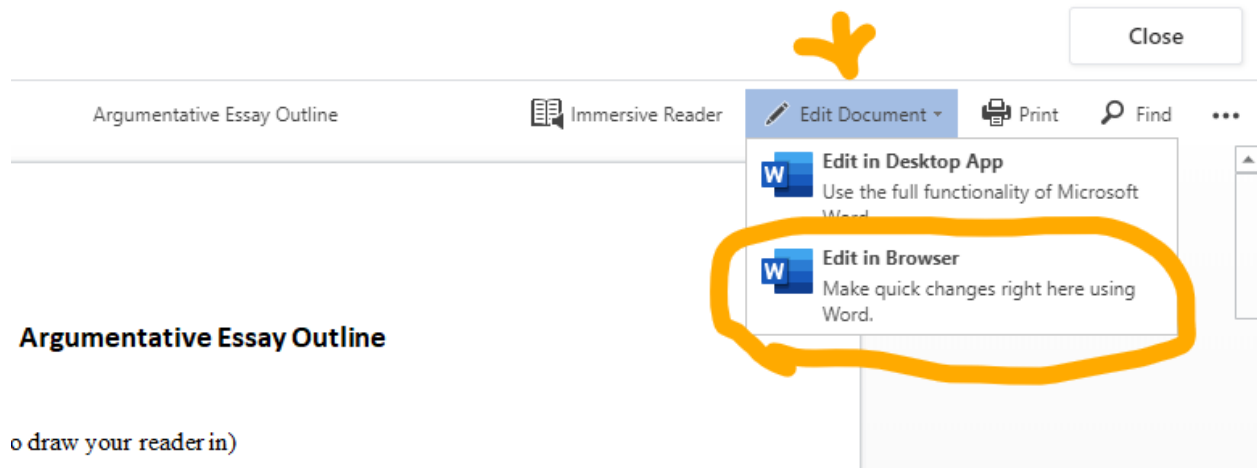 Close
Argumentative Essay Outline Immersive Reader Edit Document Print Find
W Edit in Desktop App
Use the full functionality of Microsoft
Word
W Edit in Browser
Make quick changes right here using
Word.
Argumentative Essay Outline
o draw your reader in)